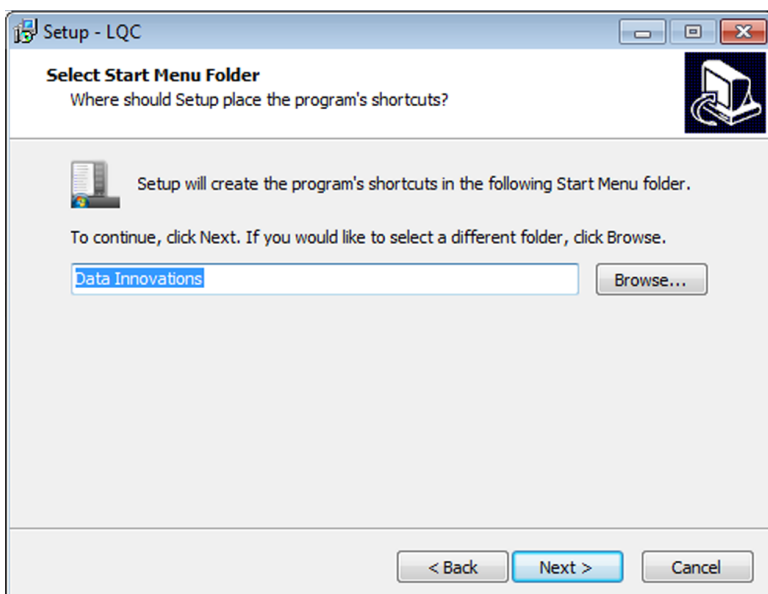 Setup - LQC
Select Start Menu Folder
Where should Setup place the program's shortcuts?
Setup will create the program's shortcuts in the following Start Menu folder.
To continue, click Next. If you would like to select a different folder, click Browse.
Data Innovations
Browse...
< Back
Next >
Cancel